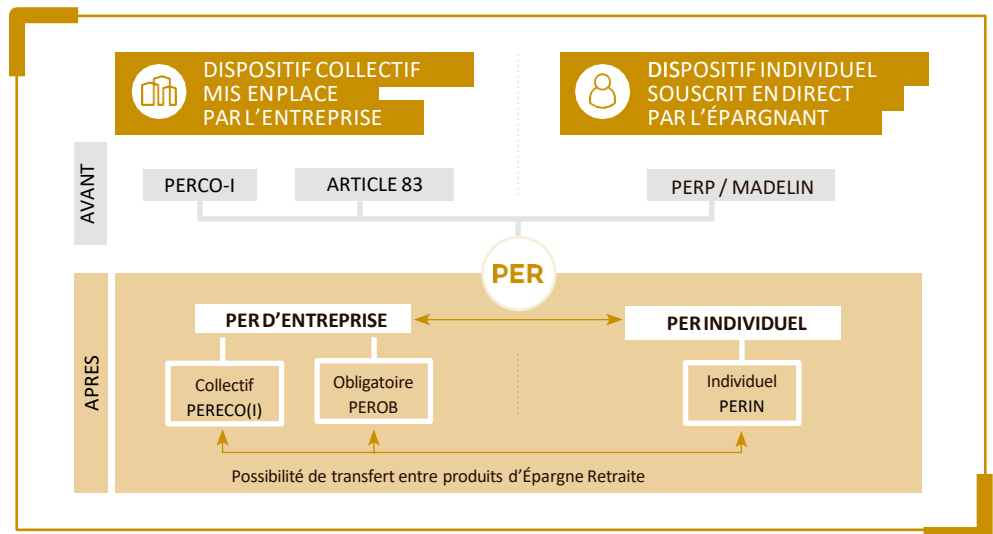 DISPOSITIF COLLECTIF
MIS EN PLACE
PAR L'ENTREPRISE
DISPOSITIF INDIVIDUEL
SOUSCRIT EN DIRECT
PAR L'ÉPARGNANT
AVANT
PERCO-I
ARTICLE 83
PERP / MADELIN
PER
APRES
PER D'ENTREPRISE
PER INDIVIDUEL
Collectif
PERECO(I)
Obligatoire
PEROB
Individuel
PERIN
Possibilité de transfert entre produits d'Épargne Retraite